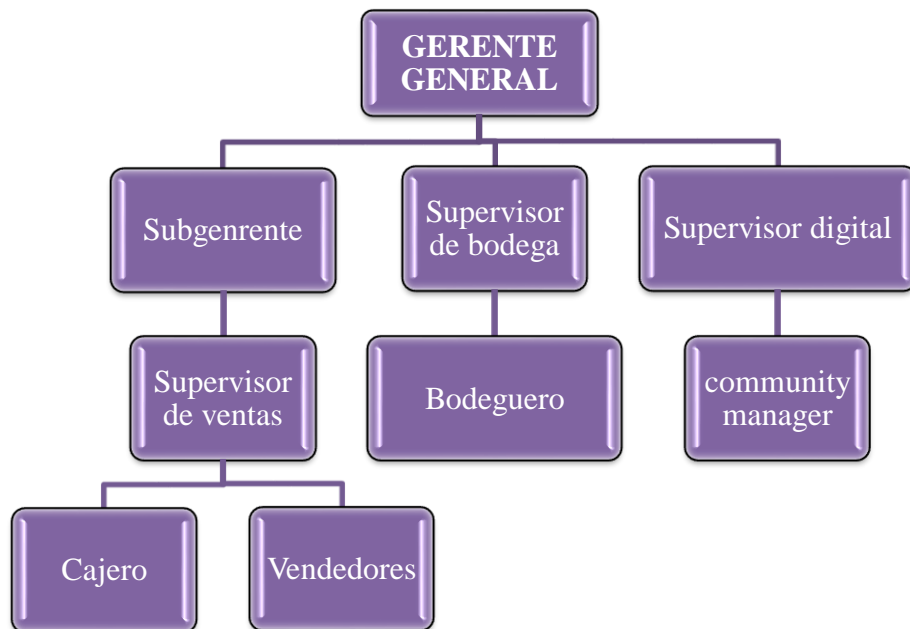 GERENTE
GENERAL
Subgenrente
Supervisor
de bodega
Supervisor digital
Supervisor
de ventas
Bodeguero
community
manager
Cajero
Vendedores